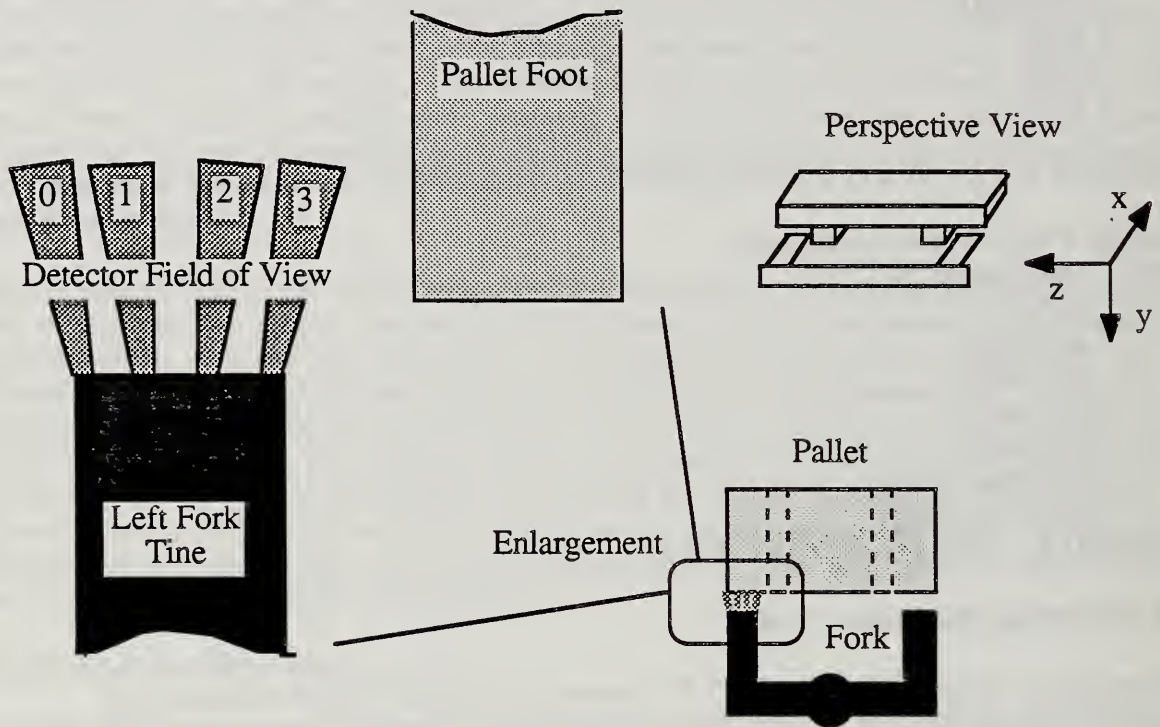 Pallet Foot
Perspective View
0 1 2 3
Detector Field of View
x
z
y
Left Fork
Tine
Pallet
Enlargement
Fork